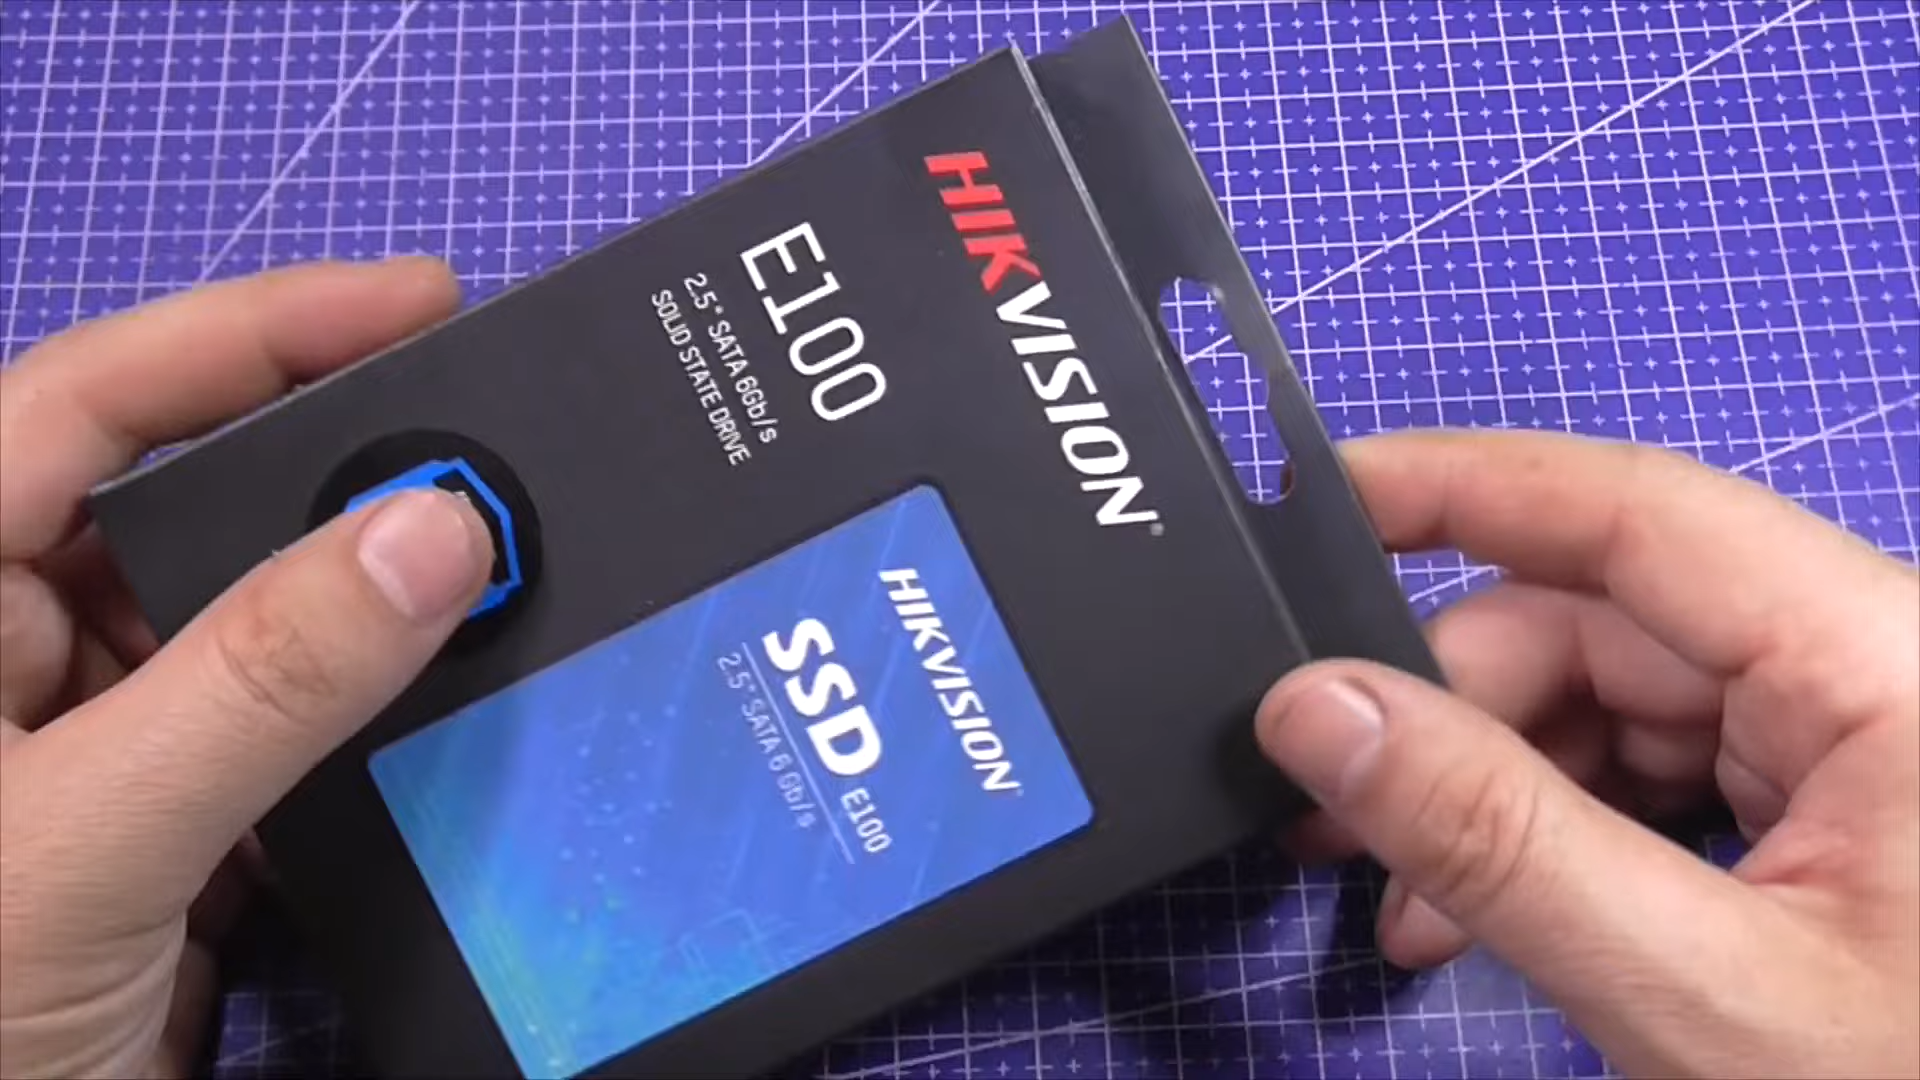 HIKVISION®
E100
2.5" SATA 6Gb/s
SOLID STATE DRIVE
HIKVISION
SSD E100
2.5" SATA 6 Gb/s